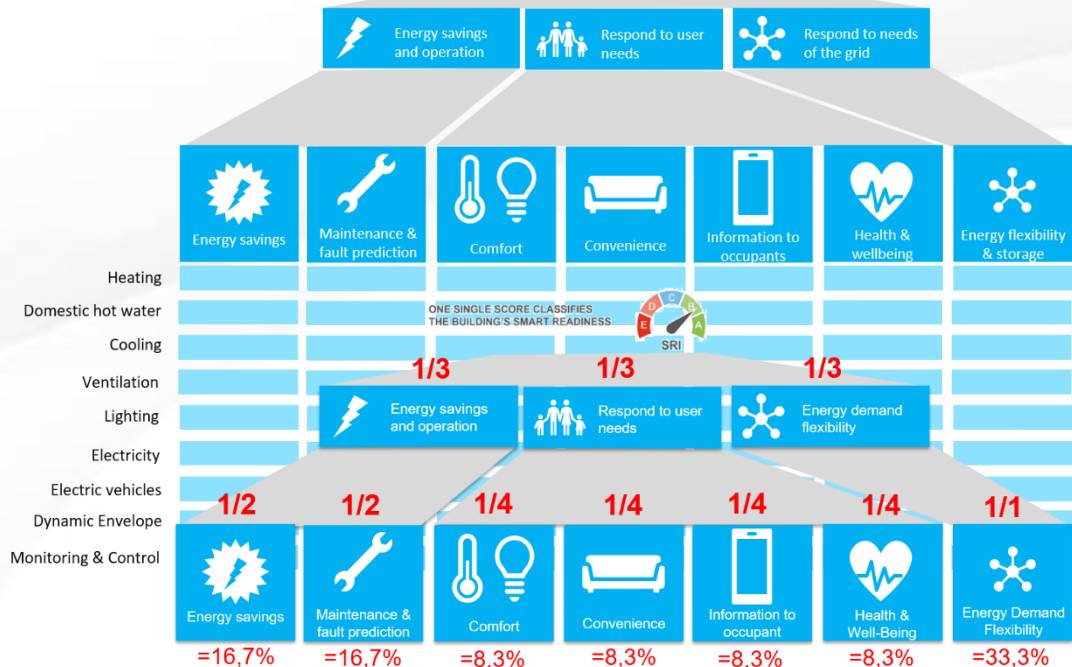 Energy savings
and operation
Respond to user
needs
Respond to needs
of the grid
Energy savings
Maintenance &
fault prediction
Comfort
Convenience
Information to
occupants
Health &
wellbeing
Energy flexibility
& storage
Heating
Domestic hot water
Cooling
Ventilation
Lighting
Electricity
Electric vehicles
Dynamic Envelope
Monitoring & Control
ONE SINGLE SCORE CLASSIFIES
THE BUILDING'S SMART READINESS
E D C B A
SRI
1/3 1/3 1/3
Energy savings
and operation
Respond to user
needs
Energy demand
flexibility
1/2 1/2 1/4 1/4 1/4 1/4 1/1
Energy savings
Maintenance &
fault prediction
Comfort
Convenience
Information to
occupant
Health &
Well-Being
Energy Demand
Flexibility
=16,7% =16,7% =8.3% =8,3% =8.3% =8,3% =33,3%